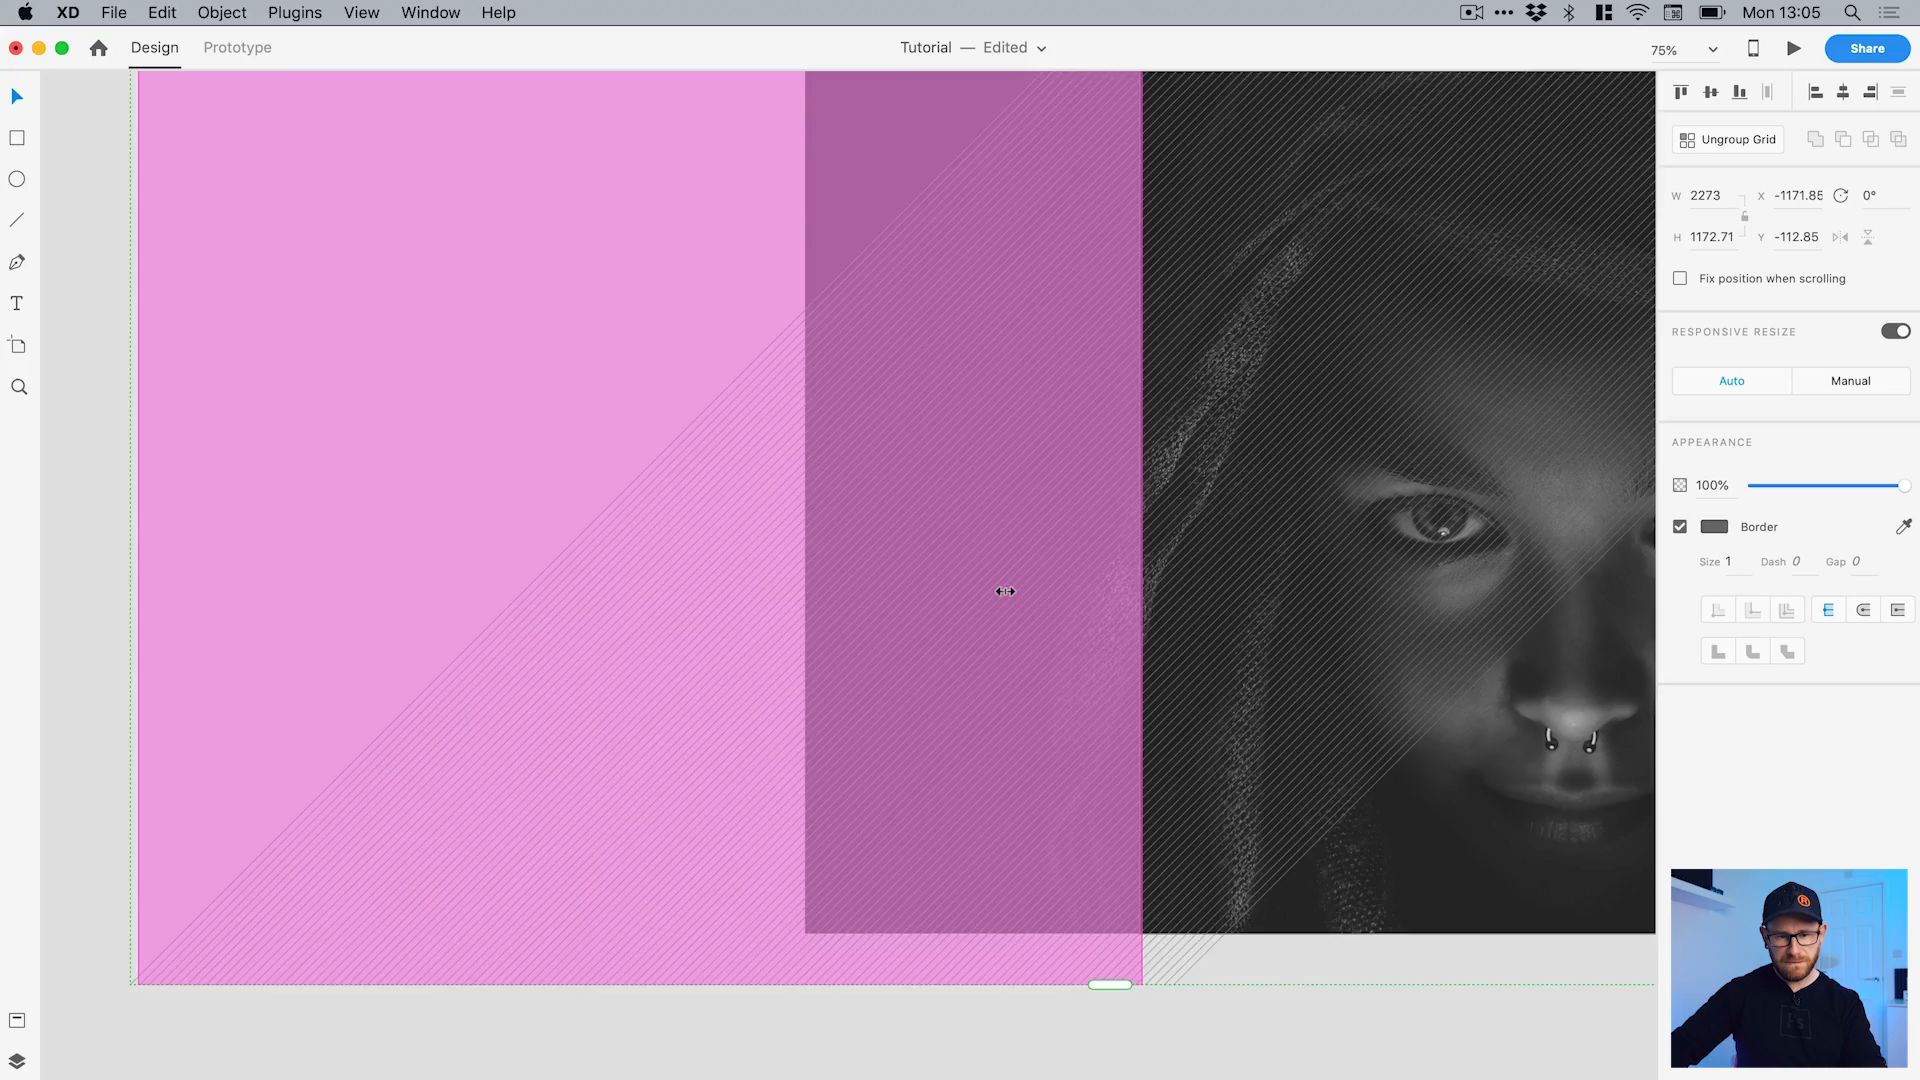 XD File Edit Object Plugins View Window Help Mon 13:05
Design Prototype Tutorial — Edited 75% Share
Ungroup Grid
W 2273 X -1171.85 0°
H 1172.71 Y -112.85
Fix position when scrolling
RESPONSIVE RESIZE
Auto Manual
APPEARANCE
100%
Border
Size 1 Dash 0 Gap 0
T